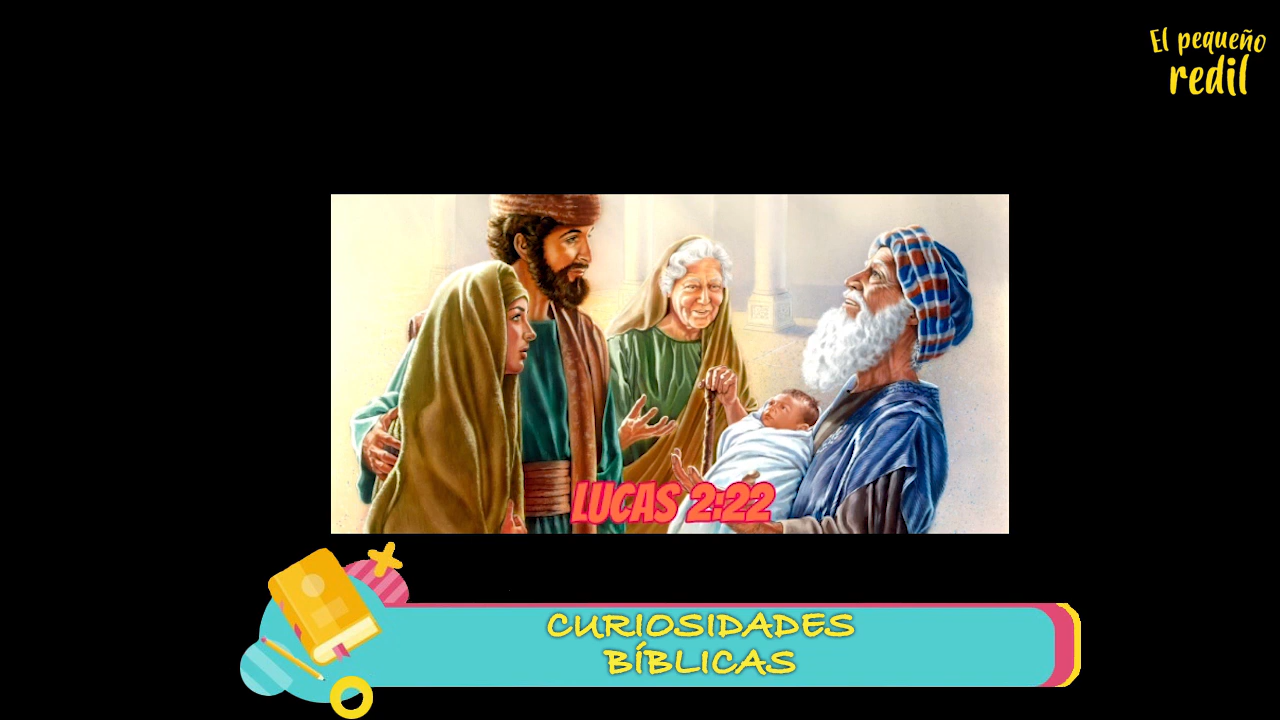 El pequeño
redil
LUCAS 2:22
CURIOSIDADES
BÍBLICAS